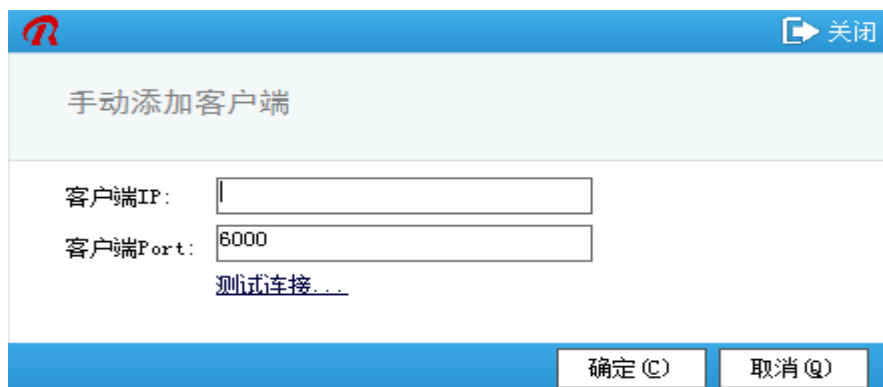 关闭
手动添加客户端
客户端IP:
客户端Port: 6000
测试连接...
确定(C) 取消(Q)